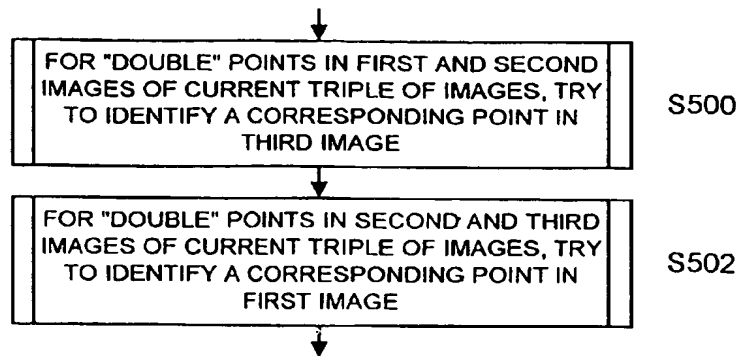 FOR "DOUBLE" POINTS IN FIRST AND SECOND
IMAGES OF CURRENT TRIPLE OF IMAGES, TRY
TO IDENTIFY A CORRESPONDING POINT IN
THIRD IMAGE
S500
FOR "DOUBLE" POINTS IN SECOND AND THIRD
IMAGES OF CURRENT TRIPLE OF IMAGES, TRY
TO IDENTIFY A CORRESPONDING POINT IN
FIRST IMAGE
S502